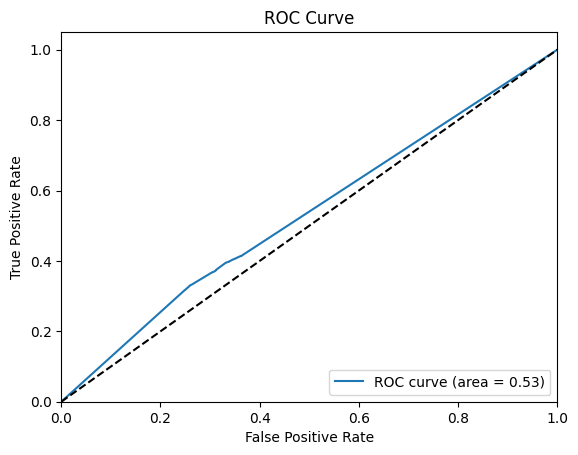 ROC Curve
1.0
0.8
0.6
0.4
0.2
0.0
True Positive Rate
ROC curve (area = 0.53)
0.0 0.2 0.4 0.6 0.8 1.0
False Positive Rate